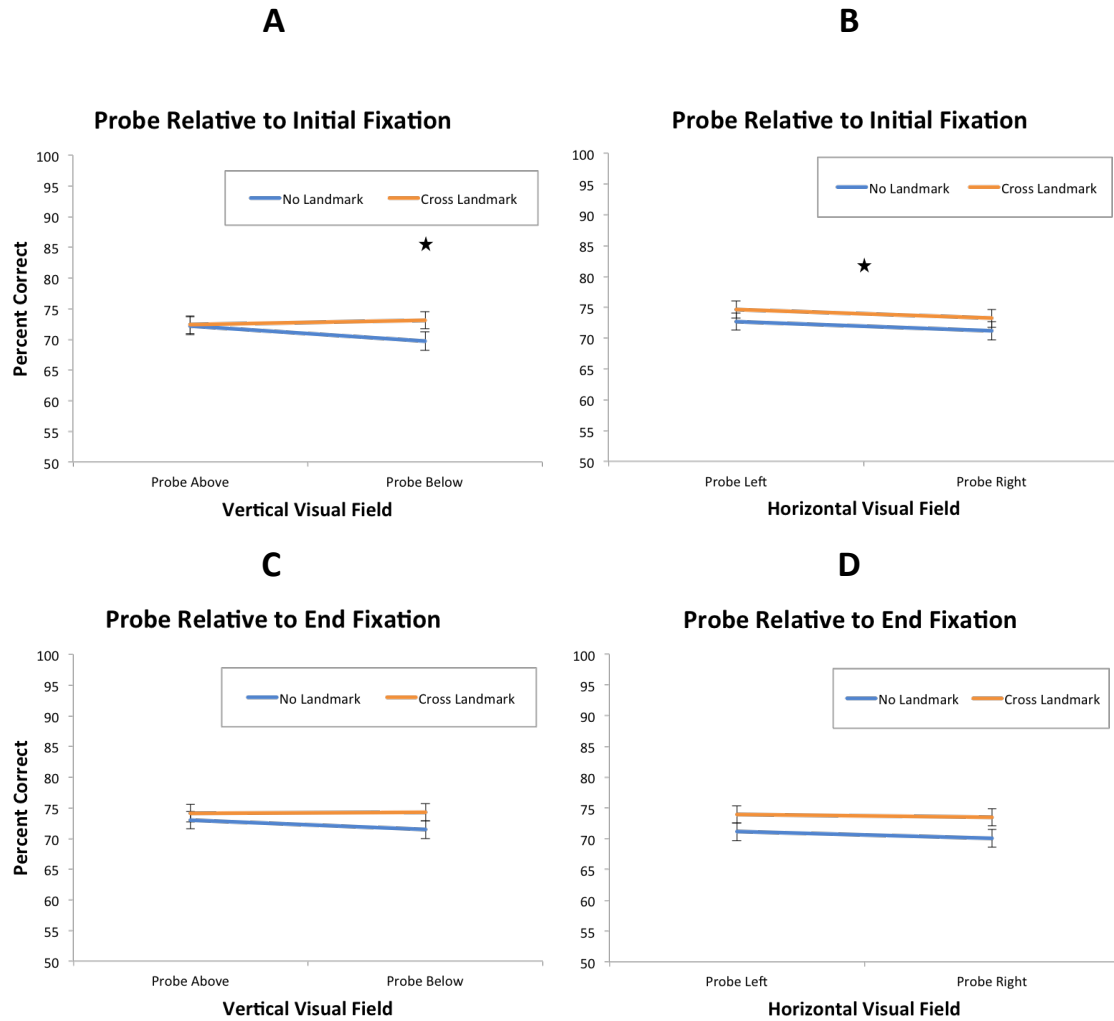 A
Probe Relative to Initial Fixation
100
95
90
85
80
75
70
65
60
55
50
Percent Correct
No Landmark
Cross Landmark
★
Probe Above
Probe Below
Vertical Visual Field
B
Probe Relative to Initial Fixation
100
95
90
85
80
75
70
65
60
55
50
No Landmark
Cross Landmark
★
Probe Left
Probe Right
Horizontal Visual Field
C
Probe Relative to End Fixation
100
95
90
85
80
75
70
65
60
55
50
Percent Correct
No Landmark
Cross Landmark
Probe Above
Probe Below
Vertical Visual Field
D
Probe Relative to End Fixation
100
95
90
85
80
75
70
65
60
55
50
No Landmark
Cross Landmark
Probe Left
Probe Right
Horizontal Visual Field